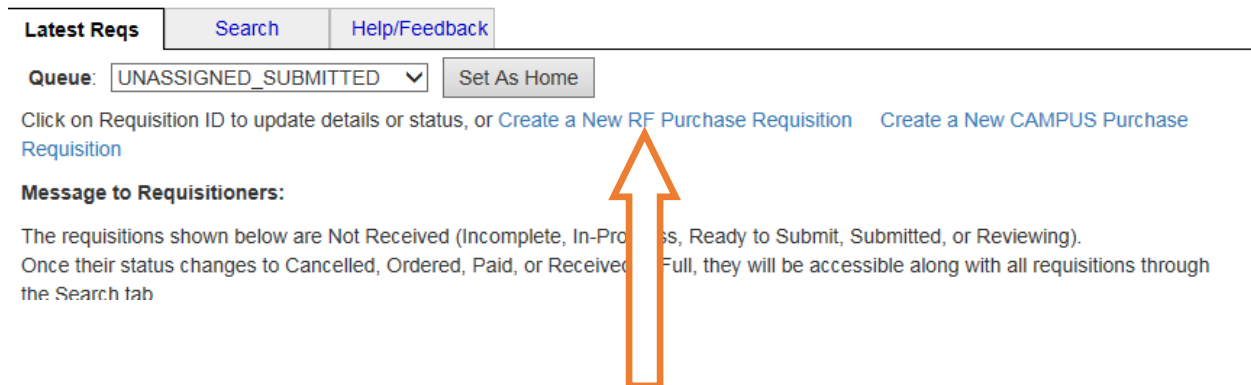 Latest Reqs Search Help/Feedback
Queue: UNASSIGNED_SUBMITTED Set As Home
Click on Requisition ID to update details or status, or Create a New RF Purchase Requisition Create a New CAMPUS Purchase
Requisition
Message to Requisitioners:
The requisitions shown below are Not Received (Incomplete, ss, Ready to Submit, Submitted, or Reviewing).
Once their status changes to Cancelled, Ordered, Paid, or Received Full, they will be accessible along with all requisitions through
the Search tab